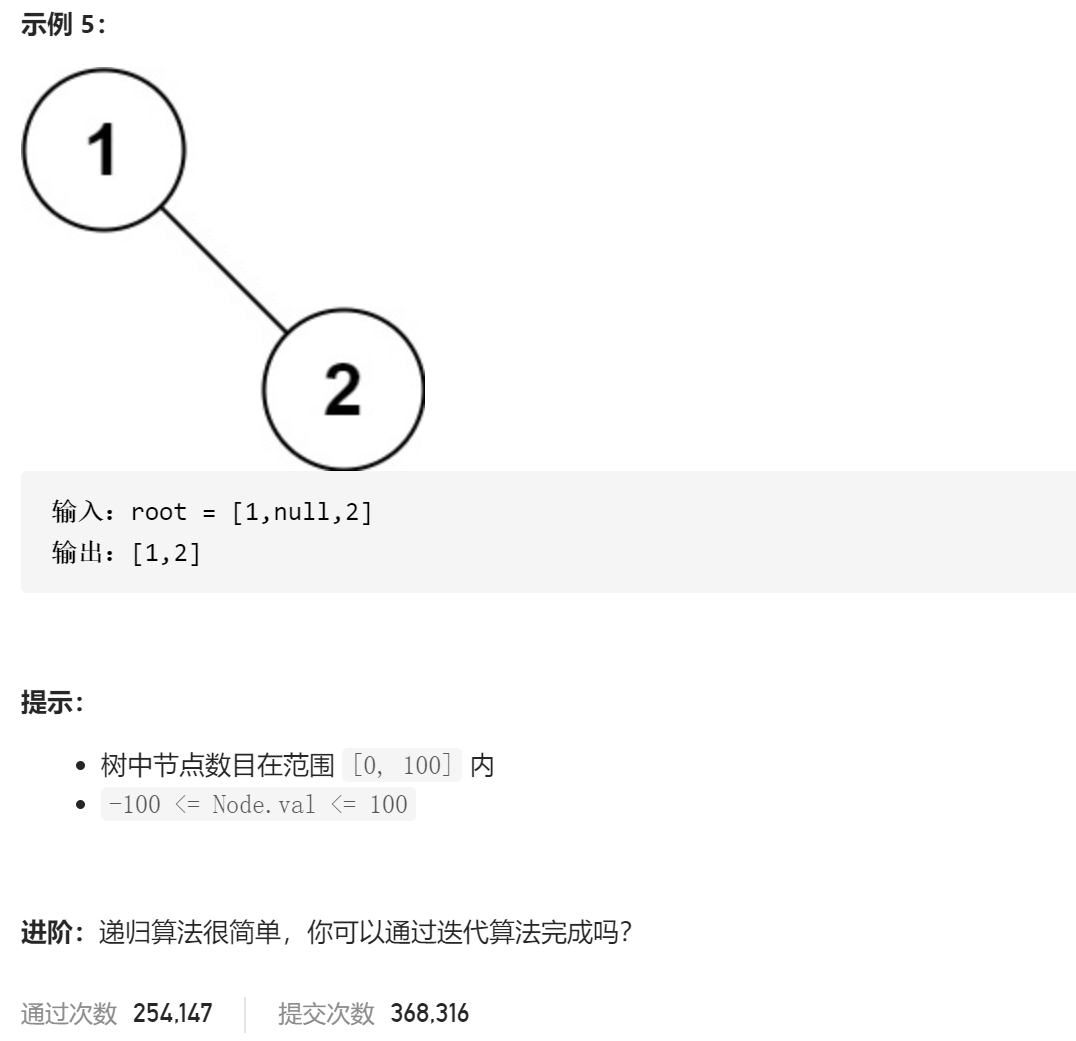 示例 5：
1
2
输入：root = [1,null,2]
输出：[1,2]
提示：
树中节点数目在范围 [0, 100] 内
-100 <= Node.val <= 100
进阶：递归算法很简单，你可以通过迭代算法完成吗？
通过次数 254,147 提交次数 368,316